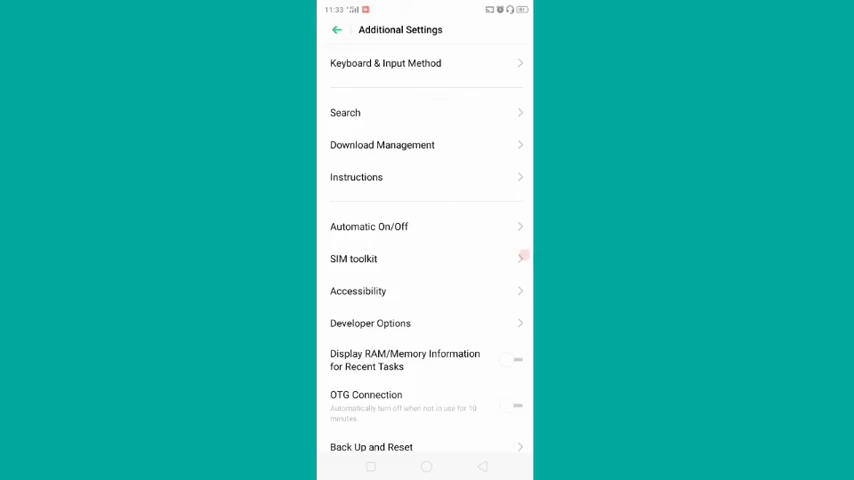 11:33
Additional Settings
Keyboard & Input Method
Search
Download Management
Instructions
Automatic On/Off
SIM toolkit
Accessibility
Developer Options
Display RAM/Memory Information
for Recent Tasks
OTG Connection
Automatically turn off when not in use for 10
minutes.
Back Up and Reset